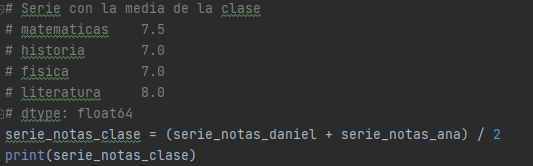 # Serie con la media de la clase
# matematicas    7.5
# historia       7.0
# fisica         7.0
# literatura     8.0
# dtype: float64
serie_notas_clase = (serie_notas_daniel + serie_notas_ana) / 2
print(serie_notas_clase)